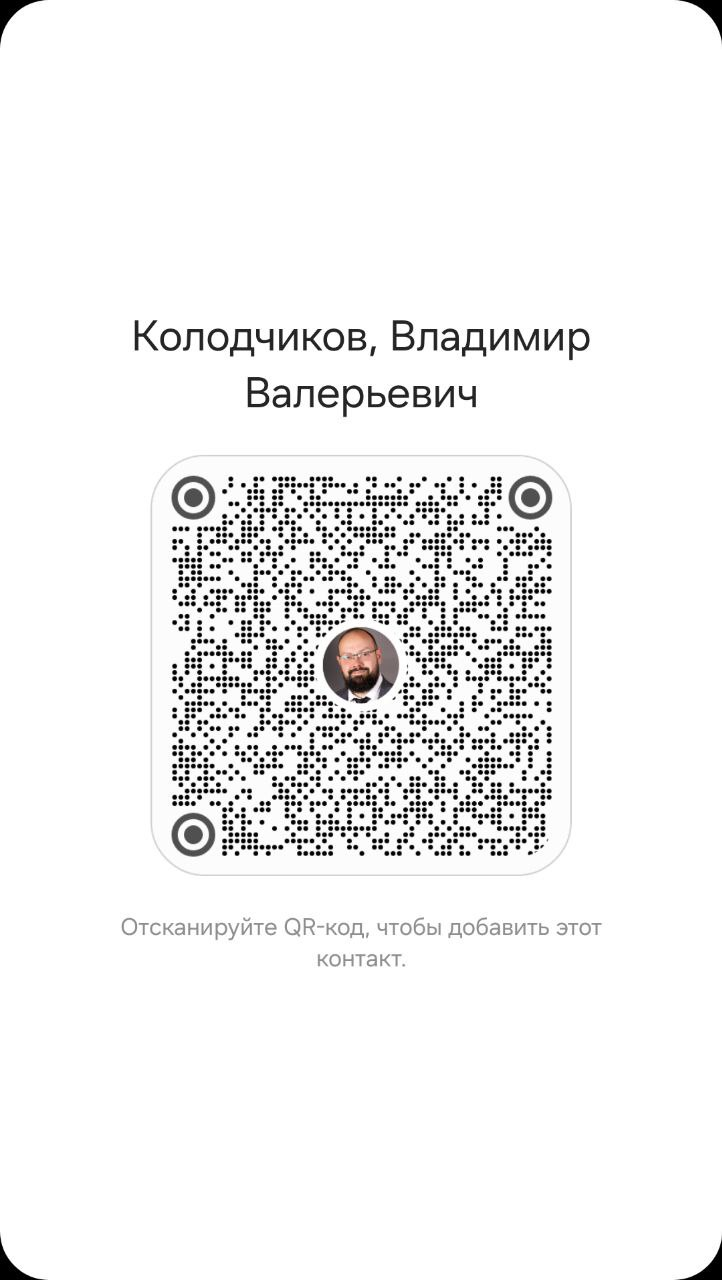 Колодчиков, Владимир
Валерьевич
Отсканируйте QR-код, чтобы добавить этот
контакт.